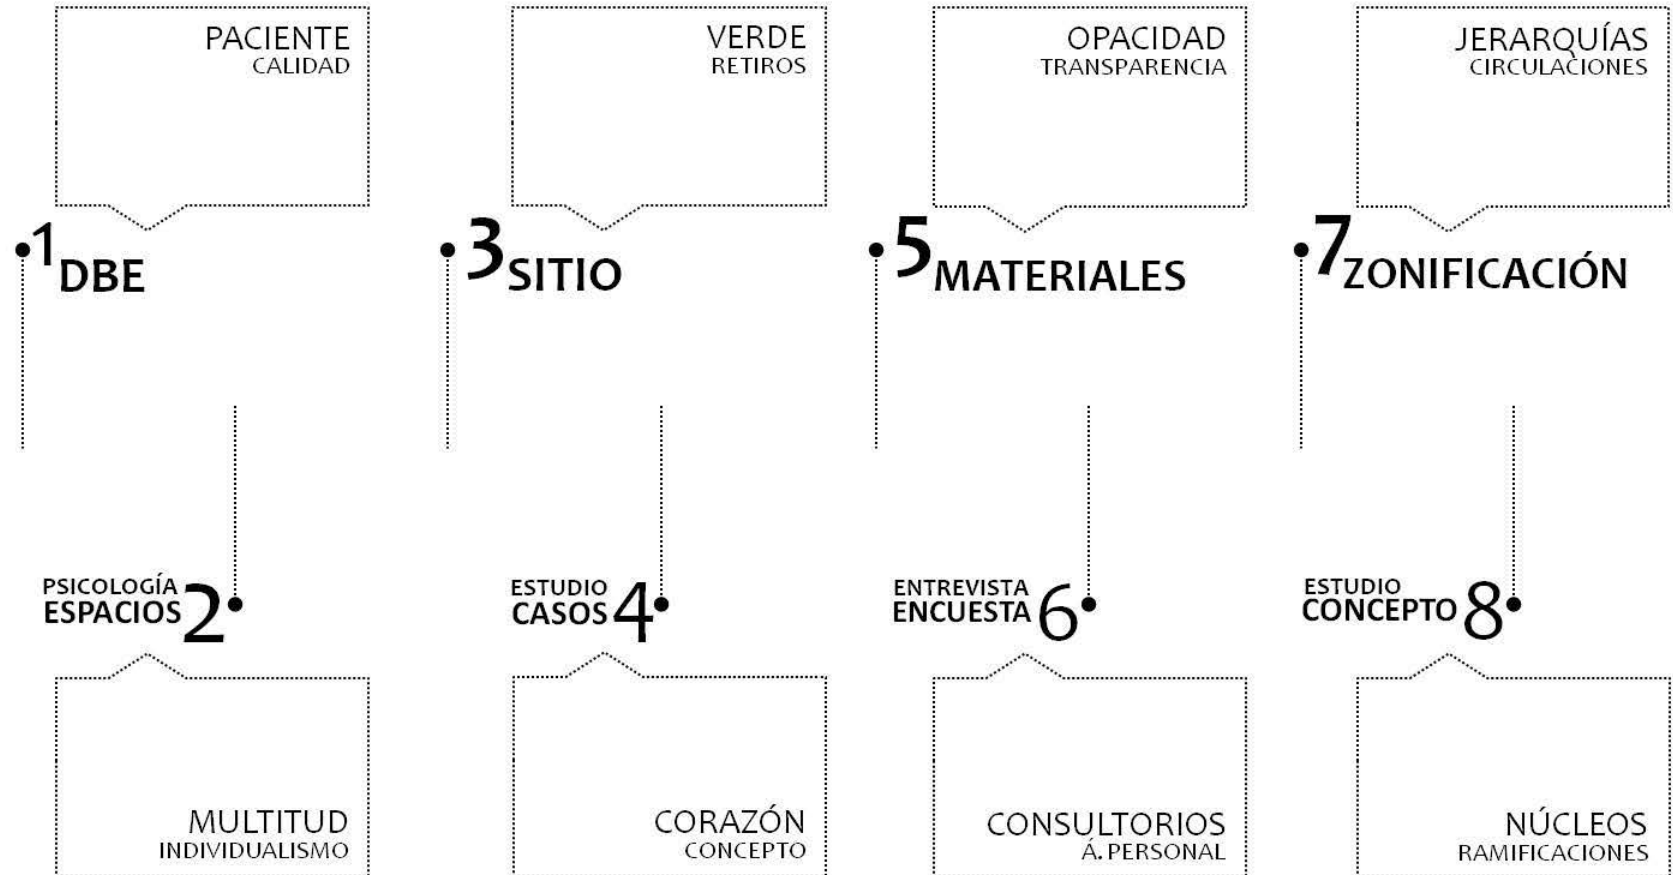 PACIENTE
CALIDAD
VERDE
RETIROS
OPACIDAD
TRANSPARENCIA
JERARQUÍAS
CIRCULACIONES
1 DBE
3 SITIO
5 MATERIALES
7 ZONIFICACIÓN
PSICOLOGÍA
ESPACIOS 2
ESTUDIO
CASOS 4
ENTREVISTA
ENCUESTA 6
ESTUDIO
CONCEPTO 8
MULTITUD
INDIVIDUALISMO
CORAZÓN
CONCEPTO
CONSULTORIOS
Á. PERSONAL
NÚCLEOS
RAMIFICACIONES